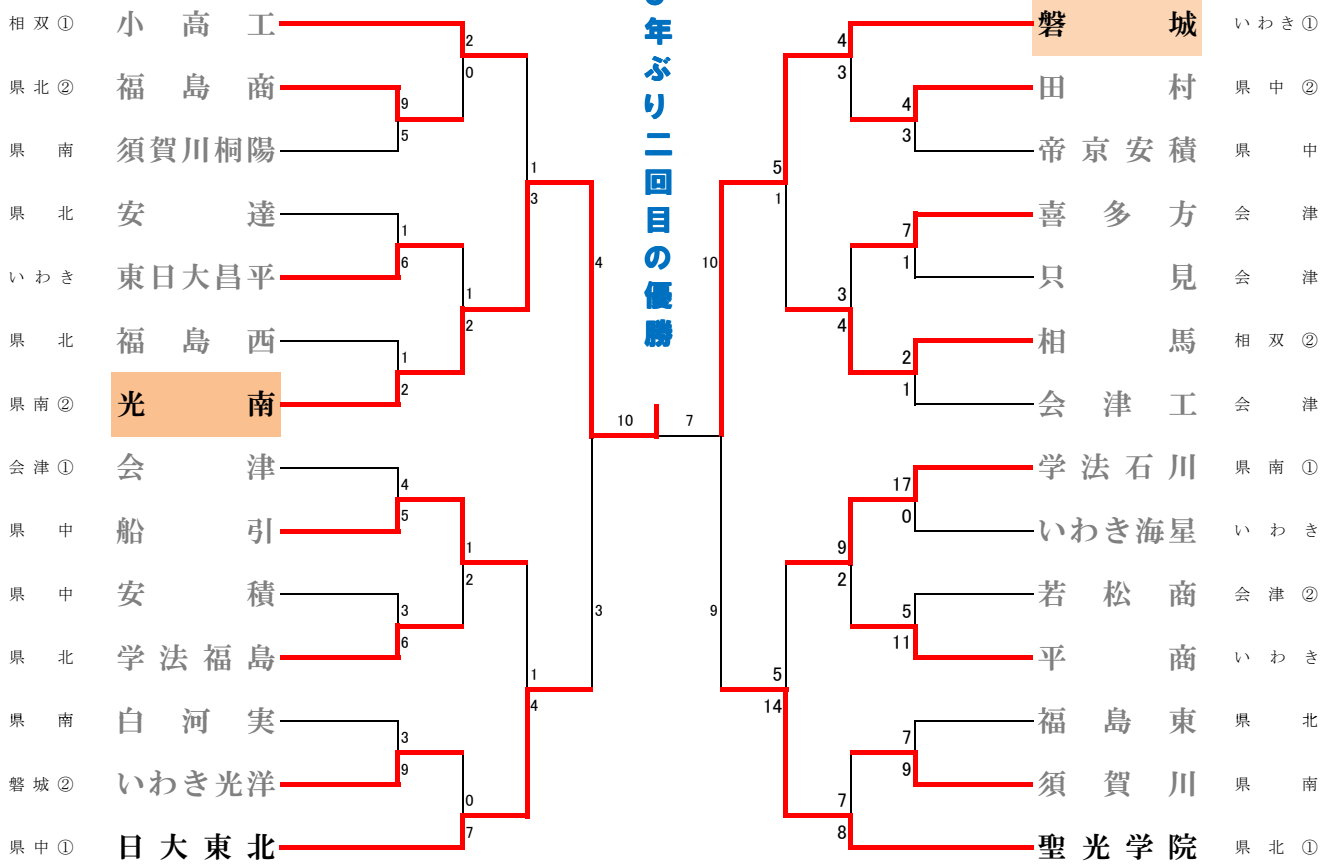 年ぶり二回目の優勝
相双① 小高工
2
0
県北② 福島商
9
5
県南 須賀川桐陽
1
3
県北 安達
1
6
いわき 東日大昌平
1
2
県北 福島西
1
2
県南② 光南
4
3
会津① 会津
4
5
県中 船引
1
2
県中 安積
3
6
県北 学法福島
1
4
県南 白河実
3
9
磐城② いわき光洋
0
7
県中① 日大東北
10 7
磐城 いわき①
4
3
田村 県中②
4
3
帝京安積 県中
5
1
喜多方 会津
7
1
只見 会津
3
4
相馬 相双②
2
1
会津工 会津
10
9
学法石川 県南①
17
0
いわき海星 いわき
9
2
若松商 会津②
5
11
平商 いわき
5
14
福島東 県北
7
9
須賀川 県南
7
8
聖光学院 県北①